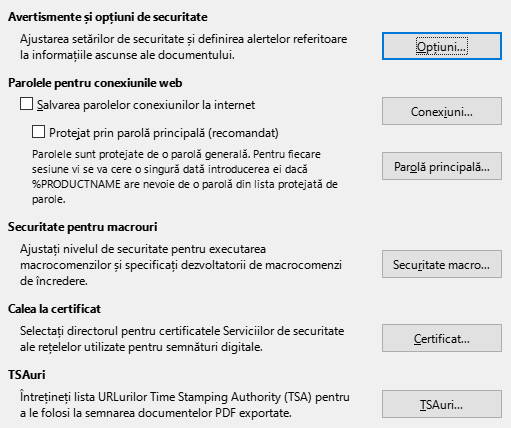 Avertismente și opțiuni de securitate
Ajustarea setărilor de securitate și definirea alertelor referitoare
la informațiile ascunse ale documentului.
Opțiuni...
Parolele pentru conexiunile web
Salvarea parolelor conexiunilor la internet
Conexiuni...
Protejat prin parolă principală (recomandat)
Parolele sunt protejate de o parolă generală. Pentru fiecare
sesiune vi se va cere o singură dată introducerea ei dacă
%PRODUCTNAME are nevoie de o parolă din lista protejată de
parole.
Parolă principală...
Securitate pentru macrouri
Ajustați nivelul de securitate pentru executarea
macrocomenzilor și specificați dezvoltatorii de macrocomenzi
de încredere.
Securitate macro...
Calea la certificat
Selectați directorul pentru certificatele Serviciilor de securitate
ale rețelelor utilizate pentru semnături digitale.
Certificat...
TSAuri
Întrețineți lista URLurilor Time Stamping Authority (TSA) pentru
a le folosi la semnarea documentelor PDF exportate.
TSAuri...